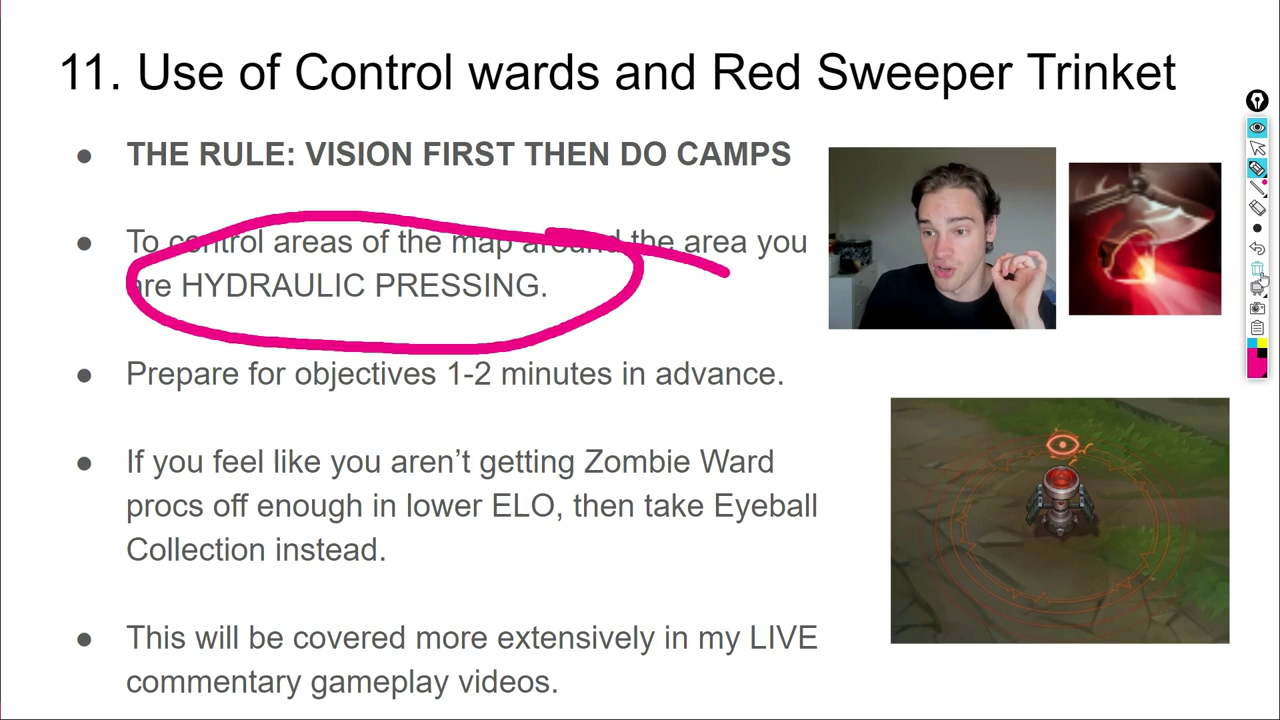 11. Use of Control wards and Red Sweeper Trinket
● THE RULE: VISION FIRST THEN DO CAMPS
● To control areas of the map around the area you
are HYDRAULIC PRESSING.
● Prepare for objectives 1-2 minutes in advance.
● If you feel like you aren’t getting Zombie Ward
procs off enough in lower ELO, then take Eyeball
Collection instead.
● This will be covered more extensively in my LIVE
commentary gameplay videos.